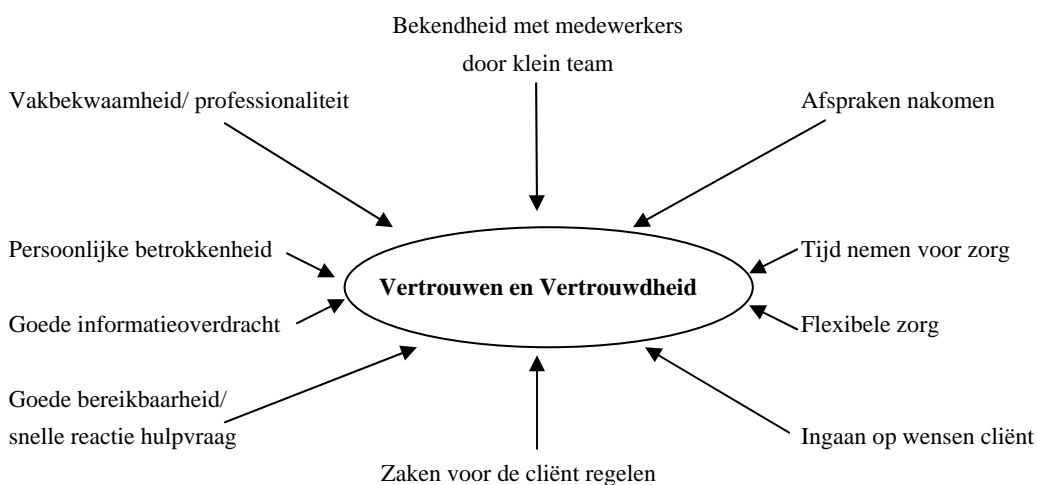 Bekendheid met medewerkers
door klein team
Vakbekwaamheid/ professionaliteit
Afspraken nakomen
Persoonlijke betrokkenheid
Tijd nemen voor zorg
Vertrouwen en Vertrouwdheid
Goede informatieoverdracht
Flexibele zorg
Goede bereikbaarheid/
snelle reactie hulpvraag
Ingaan op wensen cliënt
Zaken voor de cliënt regelen